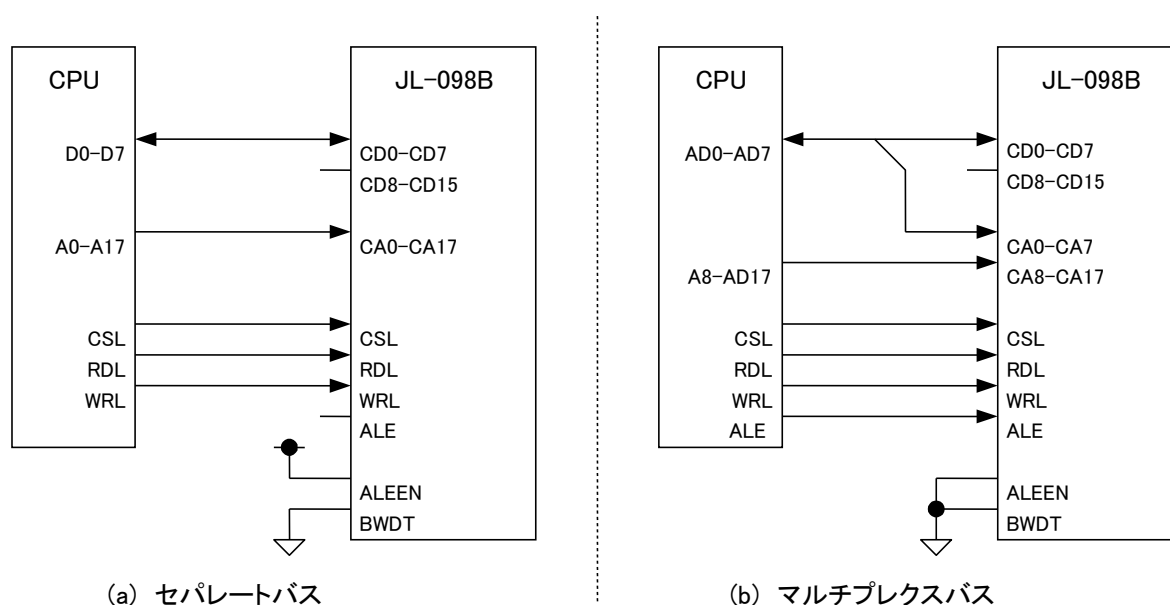 CPU
JL-098B
D0-D7
CD0-CD7
CD8-CD15
A0-A17
CA0-CA17
CSL
CSL
RDL
RDL
WRL
WRL
ALE
ALEEN
BWDT
(a) セパレートバス
CPU
JL-098B
AD0-AD7
CD0-CD7
CD8-CD15
CA0-CA7
A8-AD17
CA8-CA17
CSL
CSL
RDL
RDL
WRL
WRL
ALE
ALE
ALEEN
BWDT
(b) マルチプレクスバス